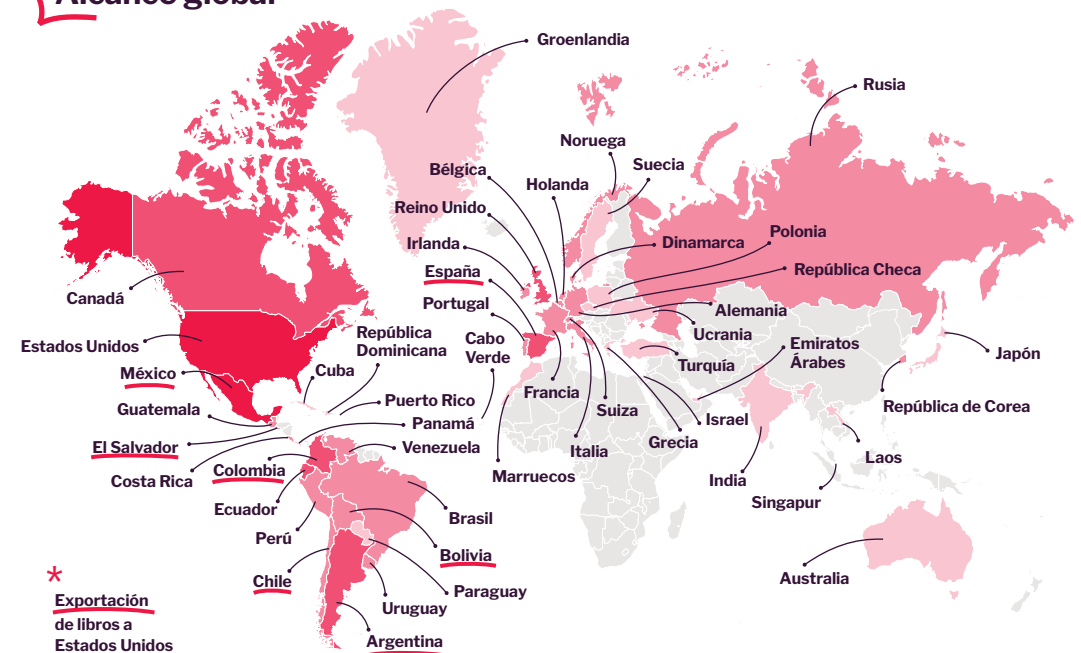 Alcance global
Groenlandia
Rusia
Noruega
Suecia
Bélgica
Holanda
Reino Unido
Irlanda
Dinamarca
Polonia
España
República Checa
Canadá
Portugal
Alemania
Ucrania
Estados Unidos
República
Dominicana
Cabo
Verde
Emiratos
Árabes
Japón
México
Cuba
Turquía
Francia
Suiza
Puerto Rico
República de Corea
Guatemala
Panamá
Israel
El Salvador
Venezuela
Italia
Grecia
Laos
Costa Rica
Colombia
Marruecos
India
Singapur
Ecuador
Brasil
Perú
Bolivia
Chile
Paraguay
Australia
Uruguay
Argentina
*
Exportación
de libros a
Estados Unidos